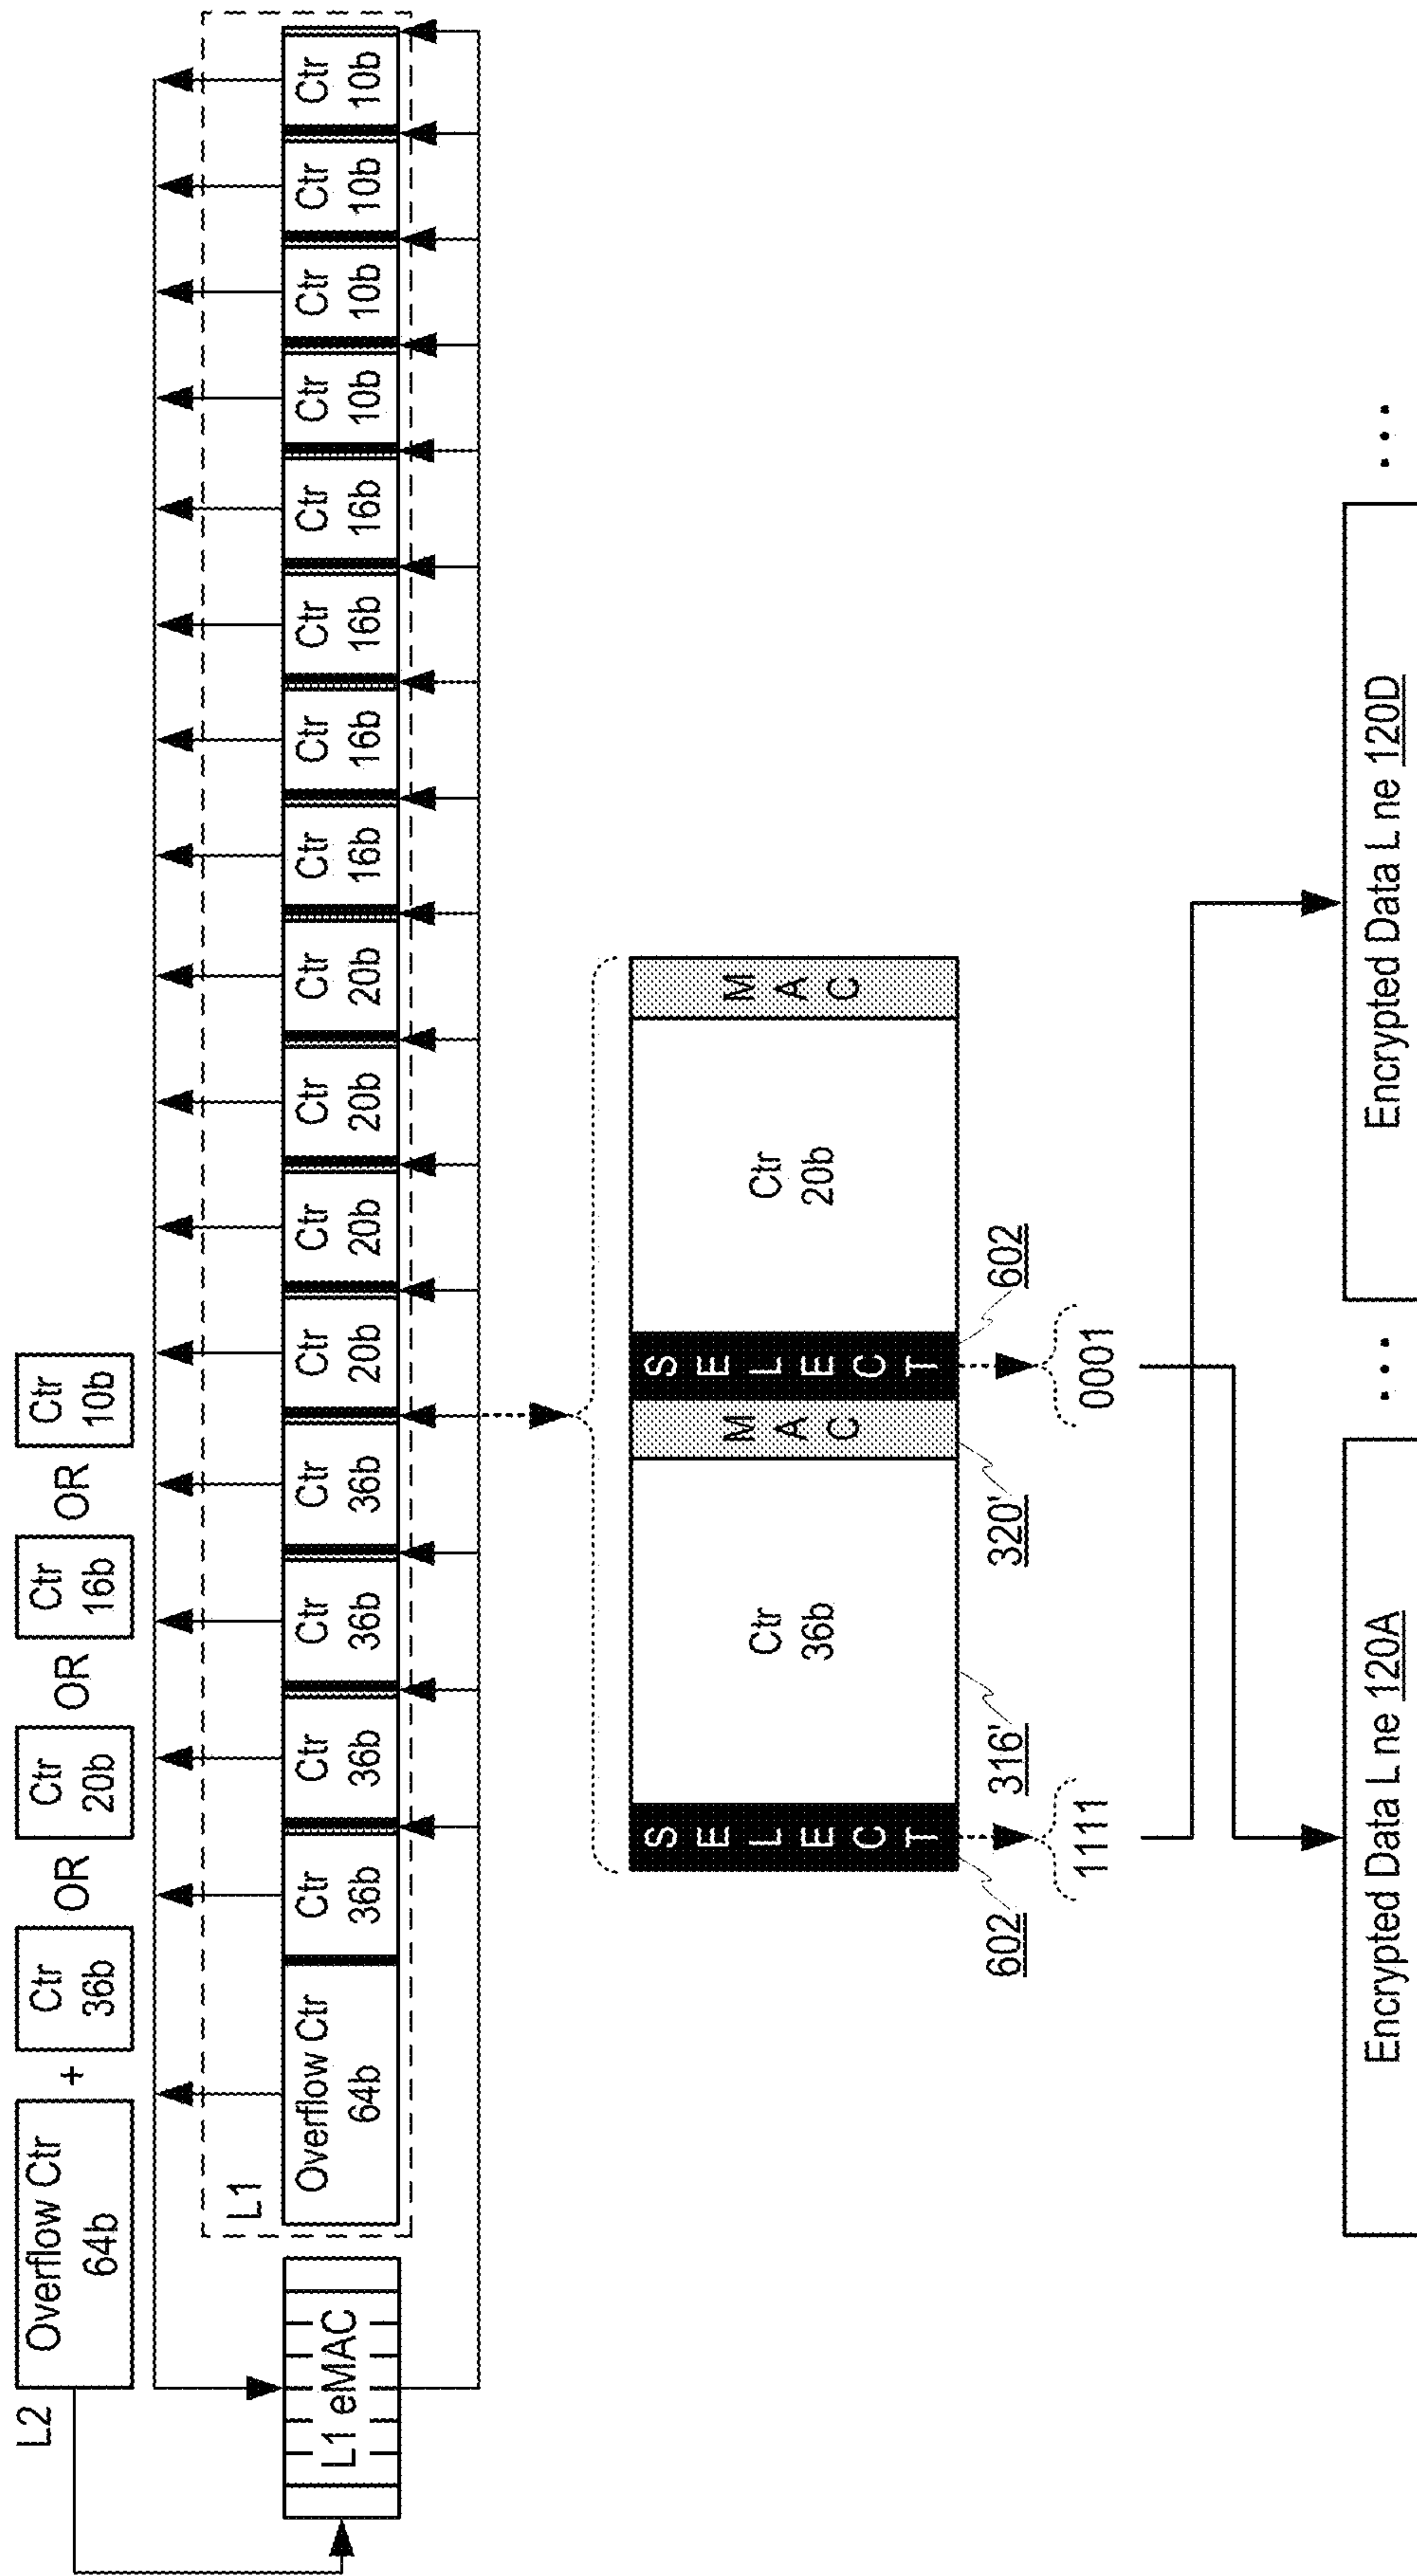 L2
Overflow Ctr
64b
+
Ctr
36b
OR
Ctr
20b
OR
Ctr
16b
OR
Ctr
10b
L1 eMAC
L1
Overflow Ctr
64b
Ctr
36b
Ctr
36b
Ctr
36b
Ctr
36b
Ctr
20b
Ctr
20b
Ctr
20b
Ctr
20b
Ctr
16b
Ctr
16b
Ctr
16b
Ctr
16b
Ctr
10b
Ctr
10b
Ctr
10b
Ctr
10b
SELECT
Ctr
36b
MAC
SELECT
Ctr
20b
MAC
602
316'
320'
602
1111
0001
Encrypted Data L ne 120A
...
Encrypted Data L ne 120D
...